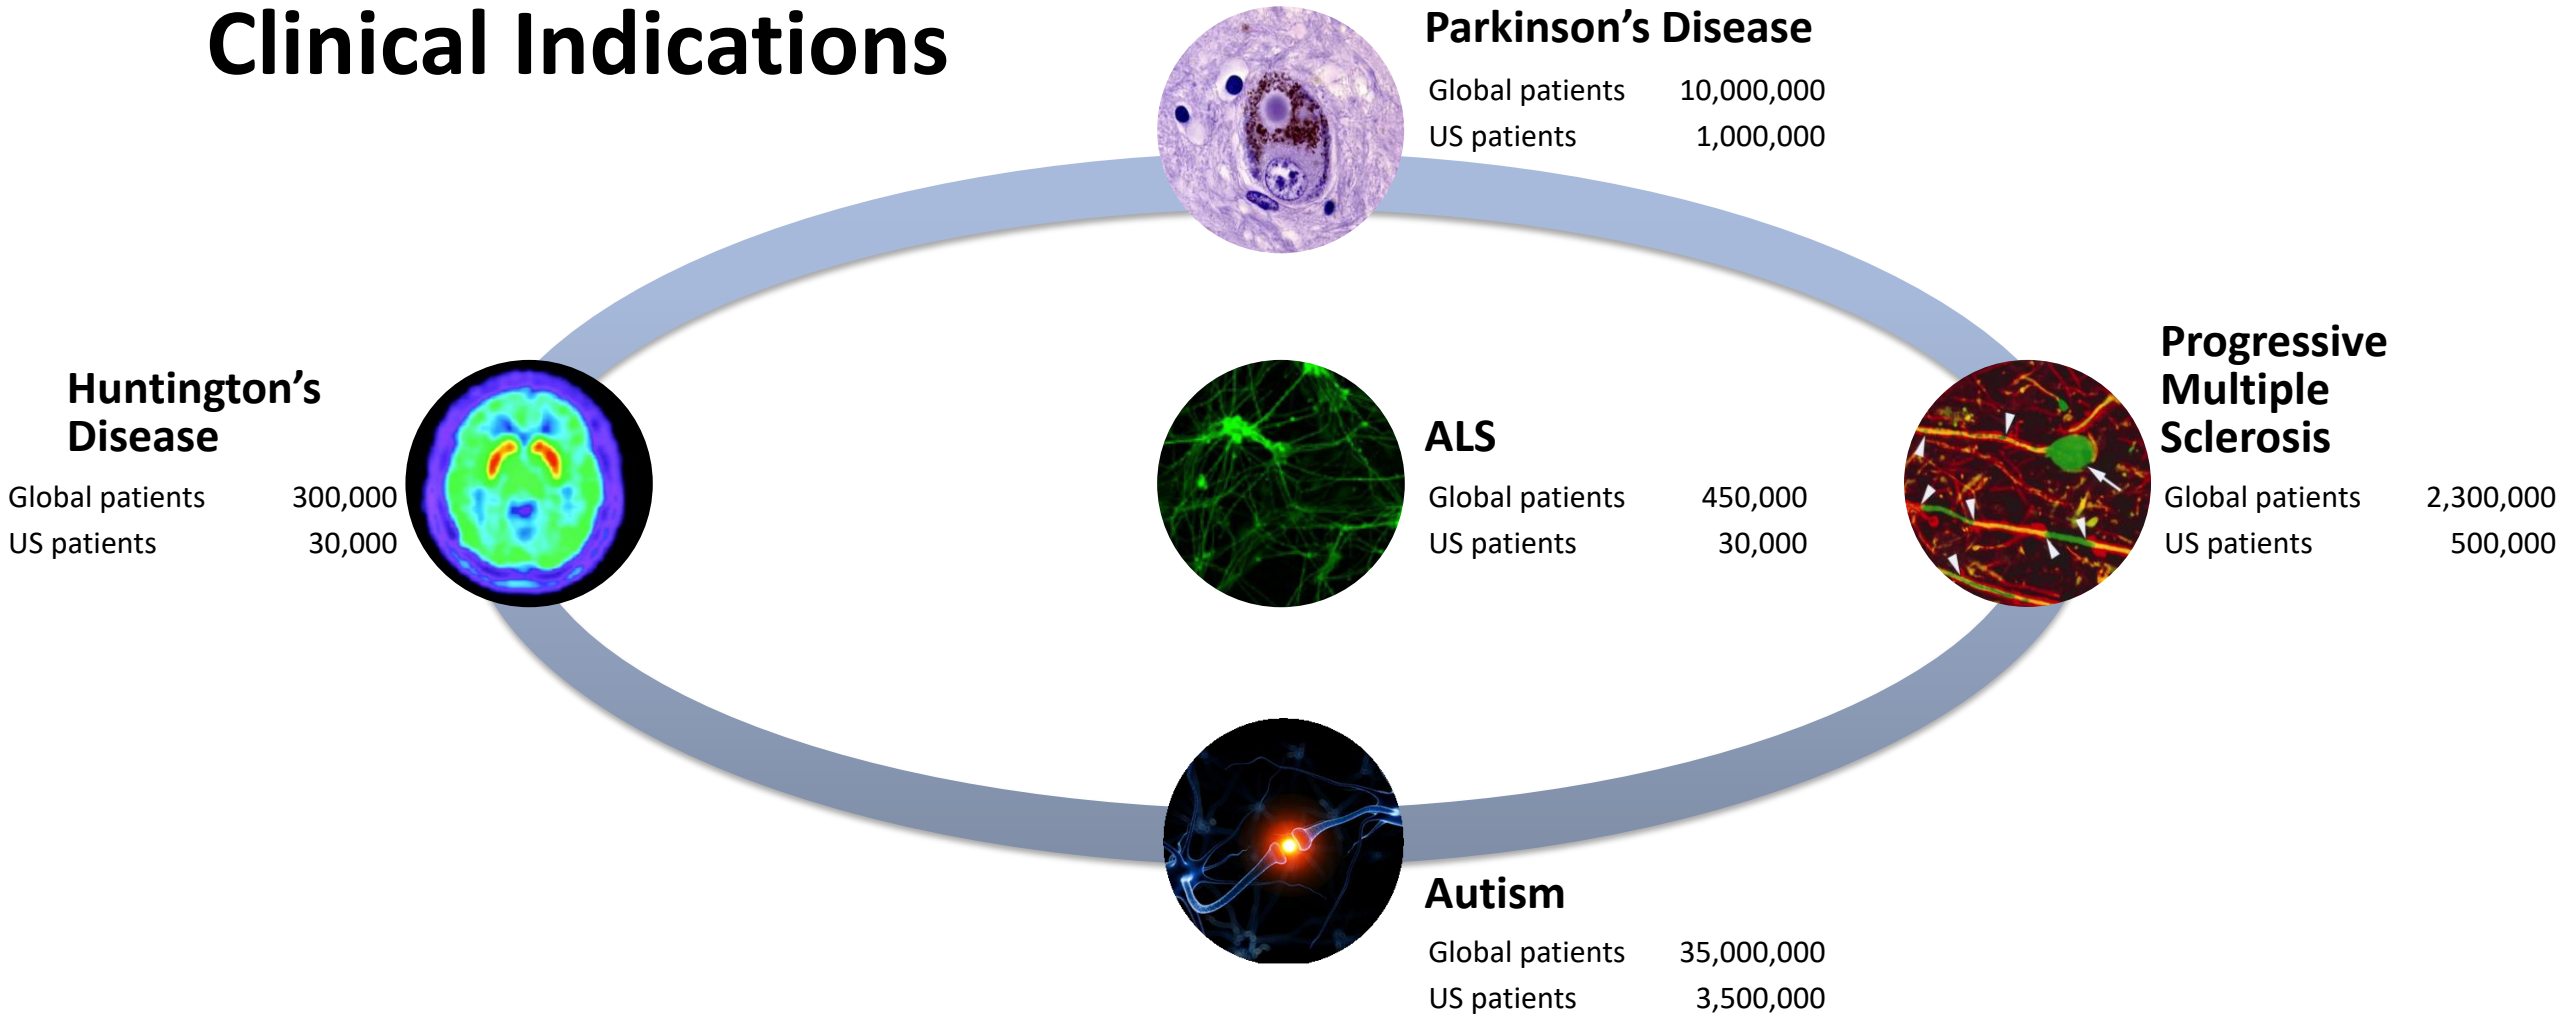 Clinical Indications
Parkinson’s Disease
Global patients 10,000,000
US patients 1,000,000
Huntington’s
Disease
Global patients 300,000
US patients 30,000
ALS
Global patients 450,000
US patients 30,000
Progressive
Multiple
Sclerosis
Global patients 2,300,000
US patients 500,000
Autism
Global patients 35,000,000
US patients 3,500,000